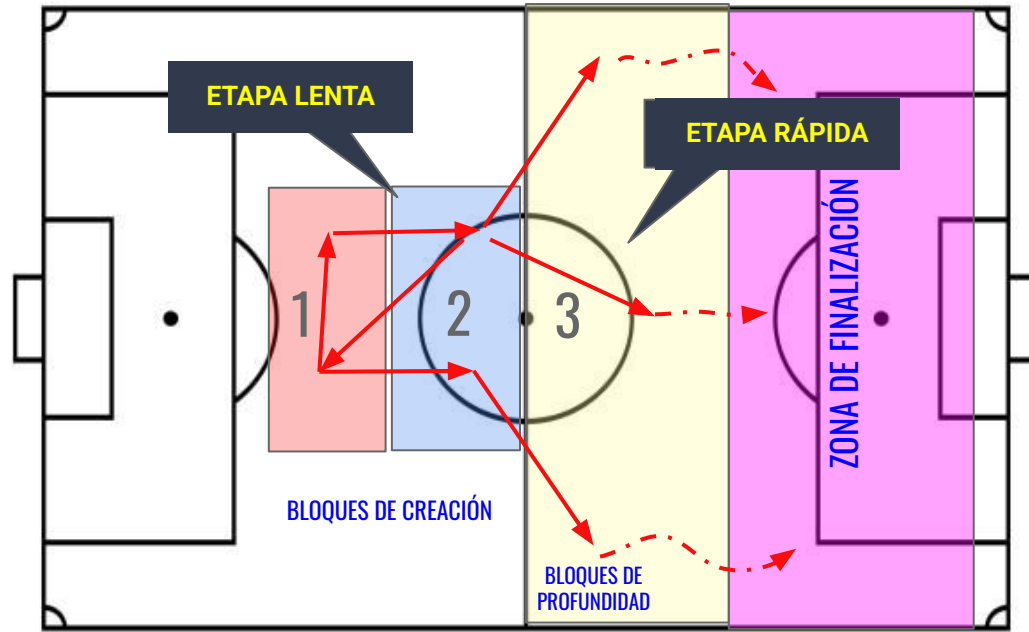 ETAPA LENTA
ETAPA RÁPIDA
1
2
3
ZONA DE FINALIZACIÓN
BLOQUES DE CREACIÓN
BLOQUES DE
PROFUNDIDAD